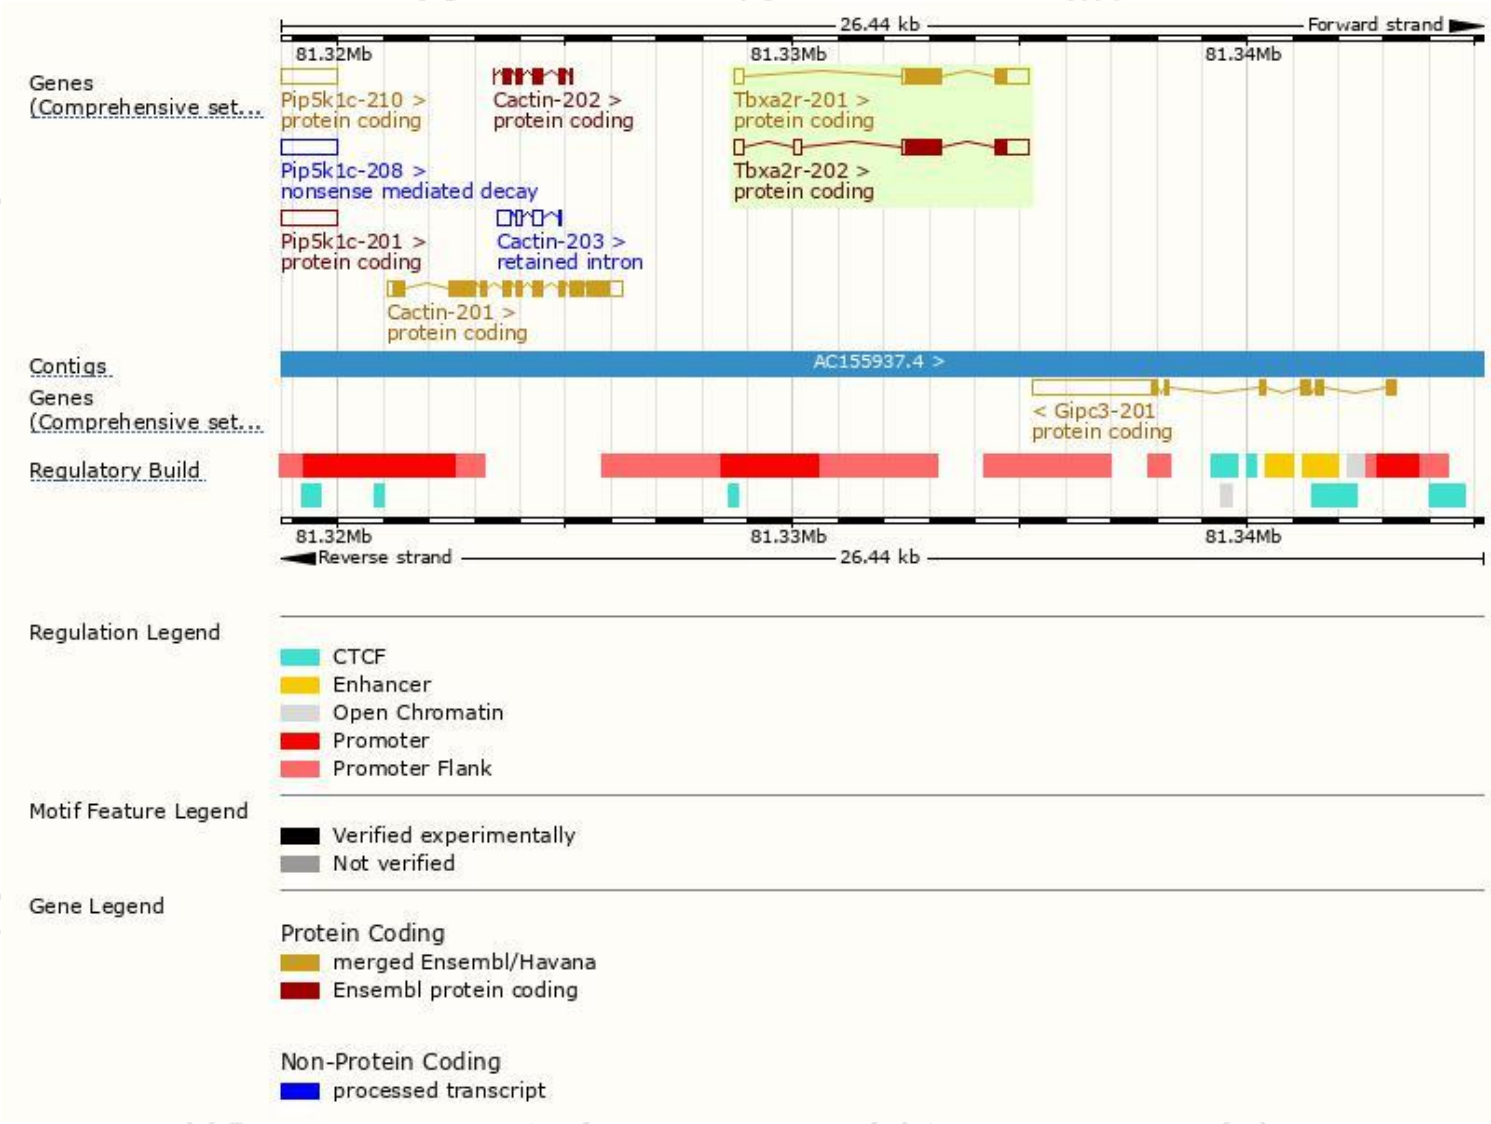 26.44 kb Forward strand
81.32Mb 81.33Mb 81.34Mb
Genes
(Comprehensive set...
Pip5k1c-210 > Cactin-202 > Tbxa2r-201 >
protein coding protein coding protein coding
Pip5k1c-208 > Tbxa2r-202 >
nonsense mediated decay protein coding
Pip5k1c-201 > Cactin-203 >
protein coding retained intron
Cactin-201 >
protein coding
Contigs AC155937.4 >
Genes
(Comprehensive set...
< Gipc3-201
protein coding
Regulatory Build
81.32Mb 81.33Mb 81.34Mb
Reverse strand 26.44 kb
Regulation Legend
CTCF
Enhancer
Open Chromatin
Promoter
Promoter Flank
Motif Feature Legend
Verified experimentally
Not verified
Gene Legend
Protein Coding
merged Ensembl/Havana
Ensembl protein coding
Non-Protein Coding
processed transcript